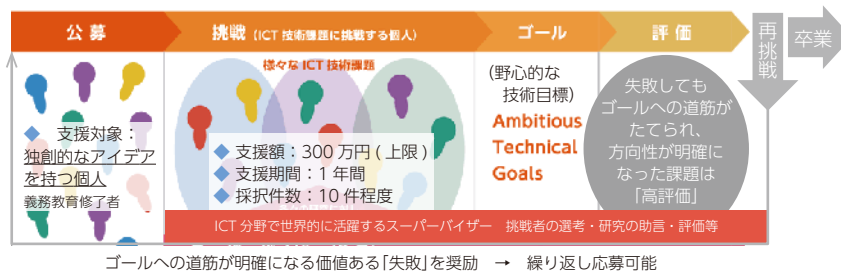 公募
挑戦（ICT 技術課題に挑戦する個人）
ゴール
評価
再挑戦
卒業
様々な ICT 技術課題
◆ 支援対象：
独創的なアイデア
を持つ個人
義務教育修了者
◆ 支援額：300 万円 ( 上限 )
◆ 支援期間：1 年間
◆ 採択件数：10 件程度
(野心的な
技術目標)
Ambitious
Technical
Goals
失敗しても
ゴールへの道筋が
たてられ、
方向性が明確に
なった課題は
「高評価」
ICT 分野で世界的に活躍するスーパーバイザー　挑戦者の選考・研究の助言・評価等
ゴールへの道筋が明確になる価値ある「失敗」を奨励　→　繰り返し応募可能